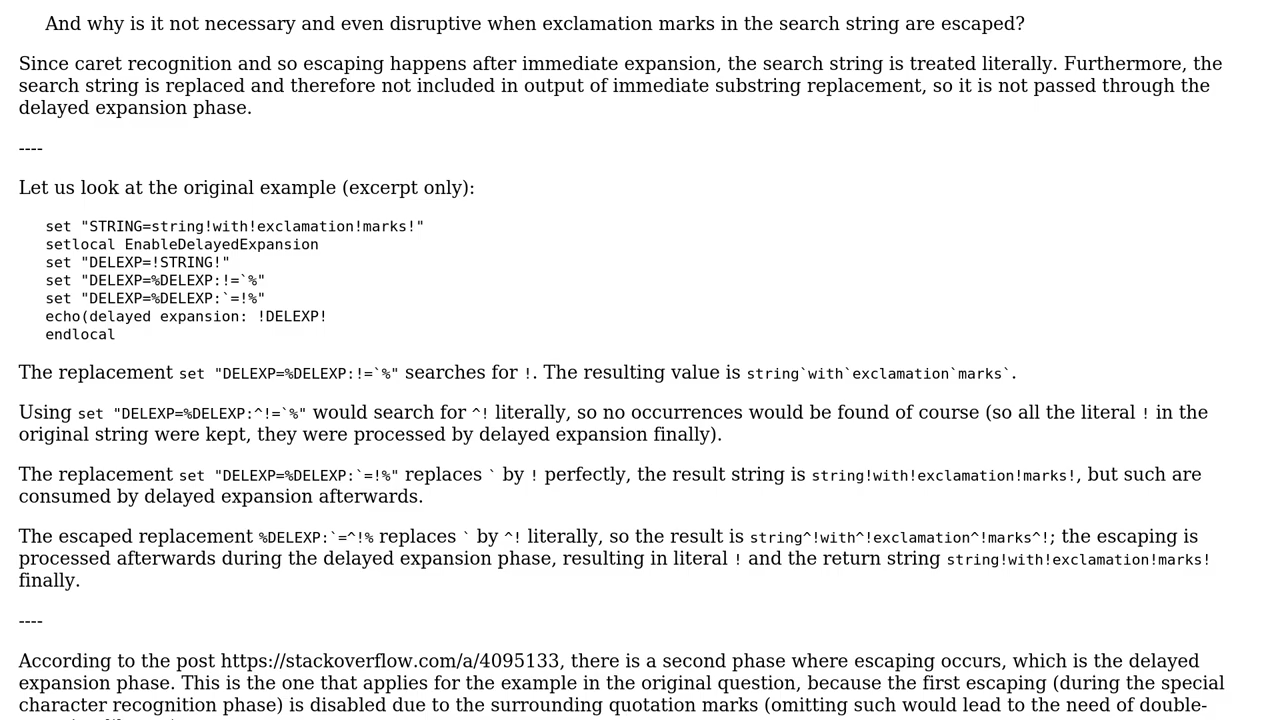 And why is it not necessary and even disruptive when exclamation marks in the search string are escaped?
Since caret recognition and so escaping happens after immediate expansion, the search string is treated literally. Furthermore, the
search string is replaced and therefore not included in output of immediate substring replacement, so it is not passed through the
delayed expansion phase.
----
Let us look at the original example (excerpt only):
set "STRING=string!with!exclamation!marks!"
setlocal EnableDelayedExpansion
set "DELEXP=!STRING!"
set "DELEXP=%DELEXP:!=`%"
set "DELEXP=%DELEXP:`=!%"
echo(delayed expansion: !DELEXP!
endlocal
The replacement set "DELEXP=%DELEXP:!=`%" searches for !. The resulting value is string`with`exclamation`marks`.
Using set "DELEXP=%DELEXP:^!=`%" would search for ^! literally, so no occurrences would be found of course (so all the literal ! in the
original string were kept, they were processed by delayed expansion finally).
The replacement set "DELEXP=%DELEXP:`=!%" replaces ` by ! perfectly, the result string is string!with!exclamation!marks!, but such are
consumed by delayed expansion afterwards.
The escaped replacement %DELEXP:`=^!% replaces ` by ^! literally, so the result is string^!with^!exclamation^!marks^!; the escaping is
processed afterwards during the delayed expansion phase, resulting in literal ! and the return string string!with!exclamation!marks!
finally.
----
According to the post https://stackoverflow.com/a/4095133, there is a second phase where escaping occurs, which is the delayed
expansion phase. This is the one that applies for the example in the original question, because the first escaping (during the special
character recognition phase) is disabled due to the surrounding quotation marks (omitting such would lead to the need of double-